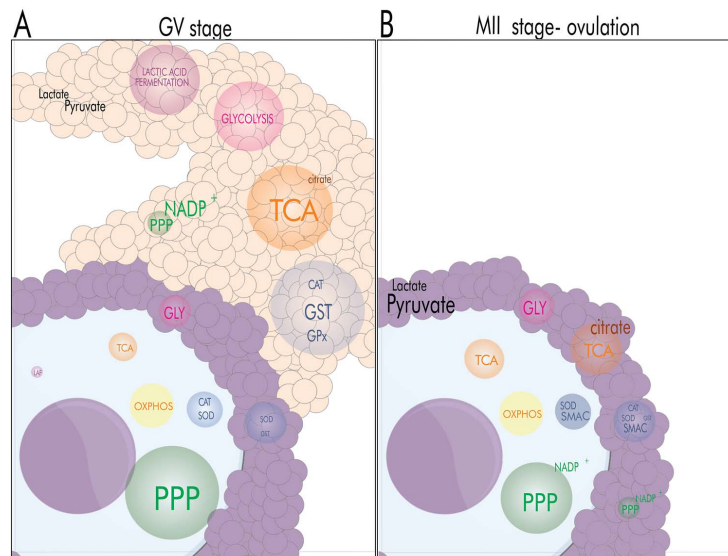 A
GV stage
LACTIC ACID
FERMENTATION
Lactate
Pyruvate
GLYCOLYSIS
citrate
TCA
NADP +
PPP
CAT
GST
GPx
GLY
TCA
LAF
OXPHOS
CAT
SOD
SOD
GST
PPP
B
MII stage- ovulation
Lactate
Pyruvate
GLY
citrate
TCA
TCA
OXPHOS
SOD
SMAC
CAT
SOD GST
SMAC
NADP +
PPP
NADP +
PPP